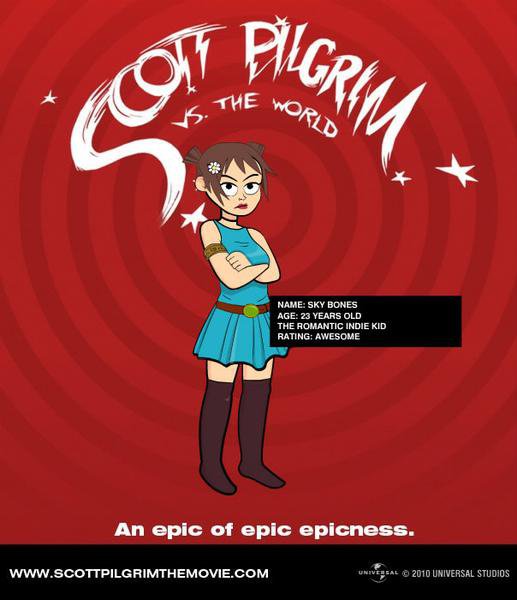 SCOTT PILGRIM
VS. THE WORLD
NAME: SKY BONES
AGE: 23 YEARS OLD
THE ROMANTIC INDIE KID
RATING: AWESOME
An epic of epic epicness.
WWW.SCOTTPILGRIMTHEMOVIE.COM
UNIVERSAL © 2010 UNIVERSAL STUDIOS